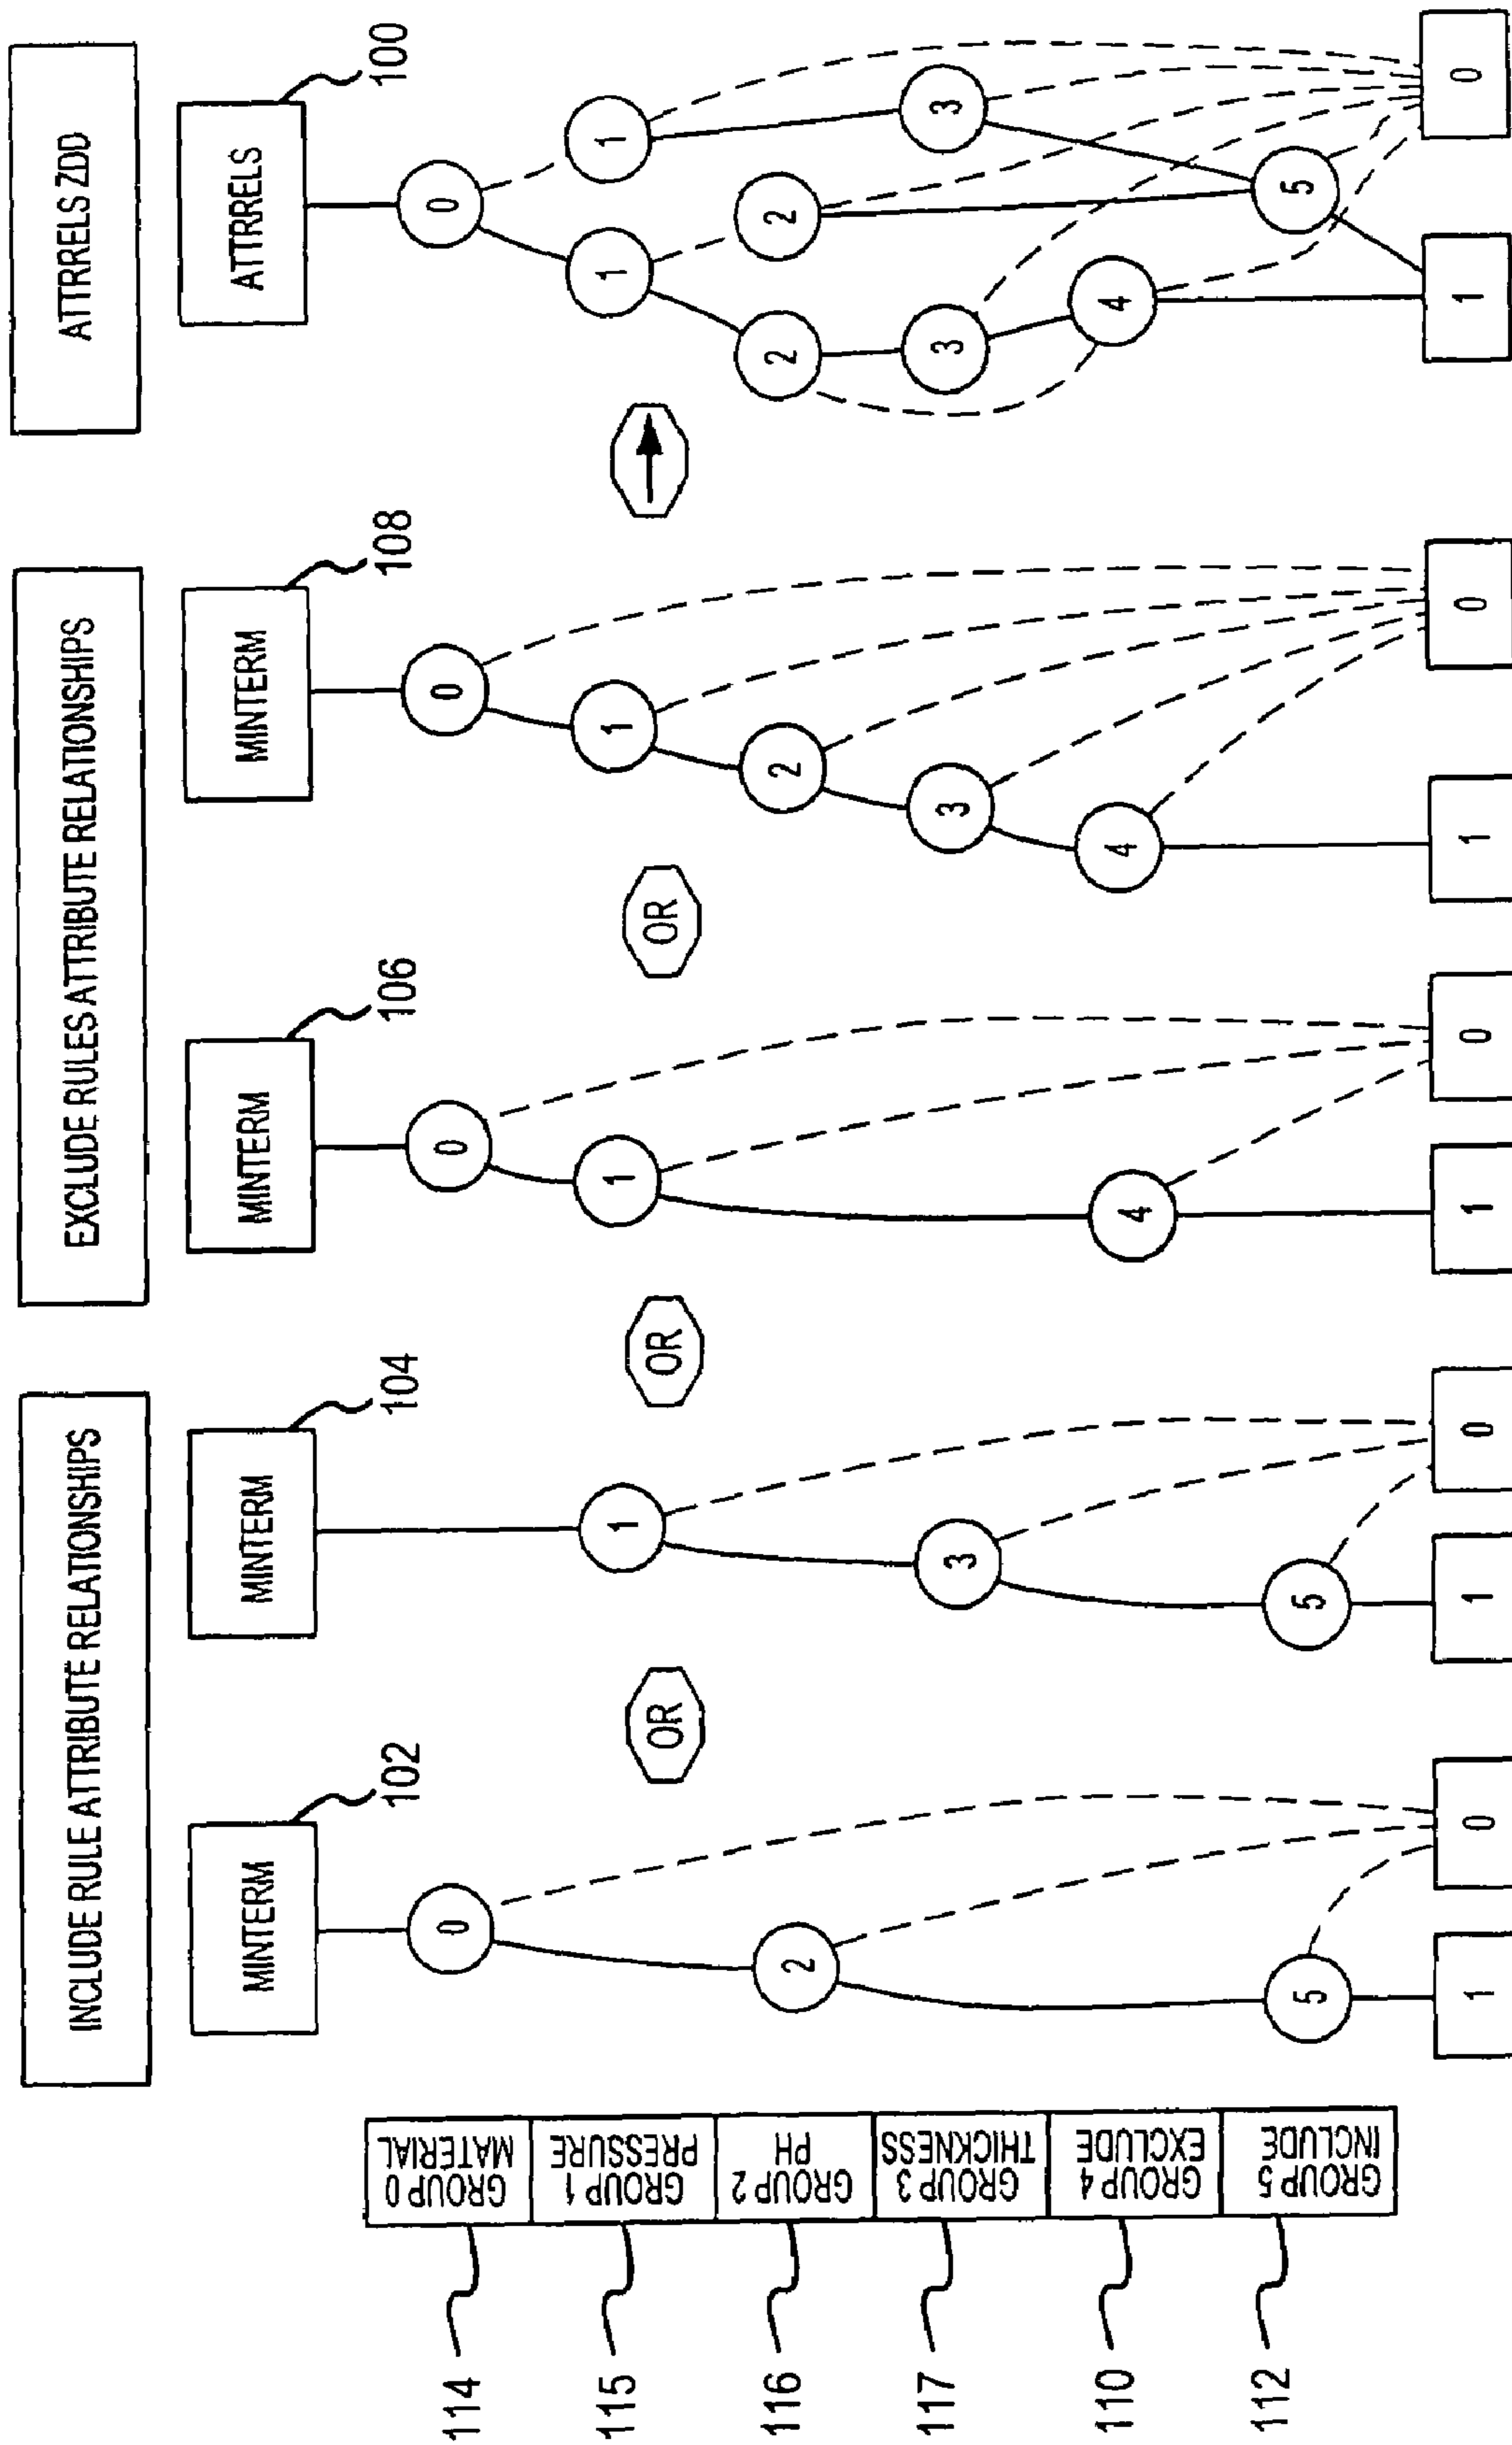 INCLUDE RULE ATTRIBUTE RELATIONSHIPS
EXCLUDE RULES ATTRIBUTE RELATIONSHIPS
ATTRRELS ZDD
MINTERM
102
MINTERM
104
MINTERM
106
MINTERM
108
ATTRELS
100
114
GROUP 0
MATERIAL
115
GROUP 1
PRESSURE
116
GROUP 2
PH
117
GROUP 3
THICKNESS
110
GROUP 4
EXCLUDE
112
GROUP 5
INCLUDE
0
2
5
1
0
OR
1
3
5
1
0
OR
0
1
4
1
0
OR
0
1
2
3
4
1
0
0
1
1
2
2
3
3
4
5
1
0